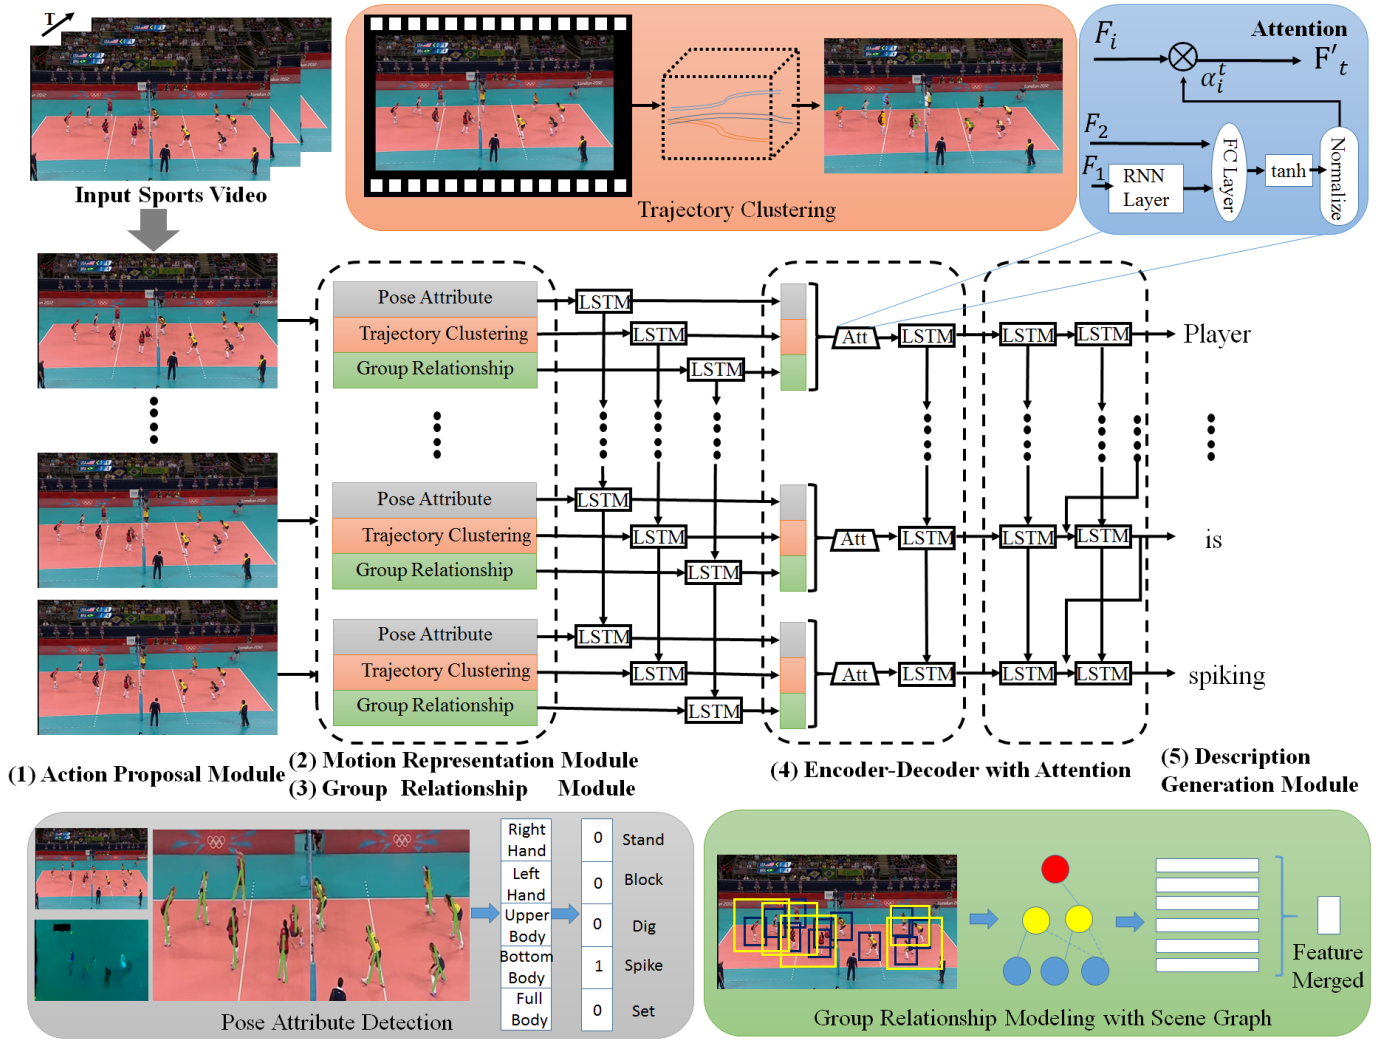 T
Input Sports Video
Trajectory Clustering
Attention
F_i
α_i^t
F'_t
F_2
F_1
RNN
Layer
FC Layer
tanh
Normalize
Pose Attribute
Trajectory Clustering
Group Relationship
LSTM
LSTM
LSTM
Att
LSTM
LSTM
LSTM
Player
Pose Attribute
Trajectory Clustering
Group Relationship
LSTM
LSTM
LSTM
Att
LSTM
LSTM
LSTM
is
Pose Attribute
Trajectory Clustering
Group Relationship
LSTM
LSTM
LSTM
Att
LSTM
LSTM
LSTM
spiking
(1) Action Proposal Module
(2) Motion Representation Module
(3) Group Relationship Module
(4) Encoder-Decoder with Attention
(5) Description
Generation Module
Right
Hand
Left
Hand
Upper
Body
Bottom
Body
Full
Body
0
0
0
1
0
Stand
Block
Dig
Spike
Set
Pose Attribute Detection
Feature
Merged
Group Relationship Modeling with Scene Graph